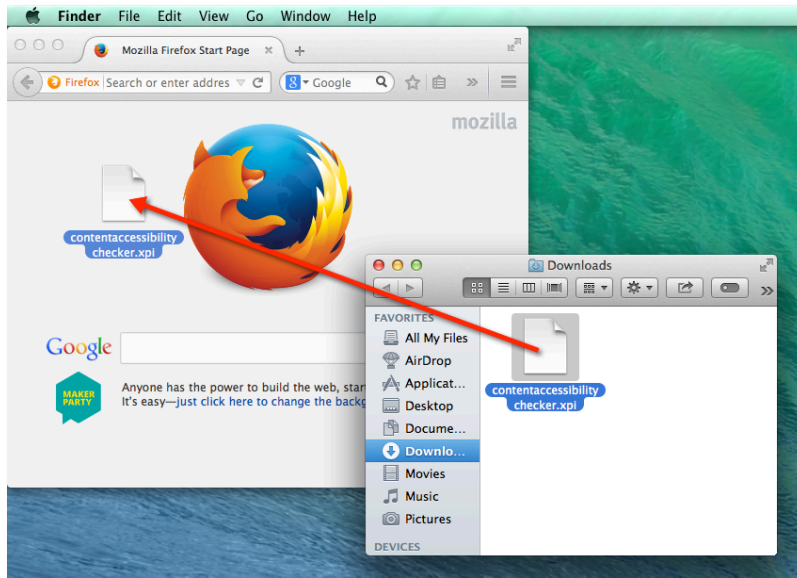 Finder File Edit View Go Window Help
Mozilla Firefox Start Page
Firefox Search or enter addres
Google
mozilla
contentaccessibility
checker.xpi
Google
MAKER
PARTY
Anyone has the power to build the web, star
It's easy—just click here to change the backg
Downloads
FAVORITES
All My Files
AirDrop
Applicat...
Desktop
Docume...
Downlo...
Movies
Music
Pictures
DEVICES
contentaccessibility
checker.xpi